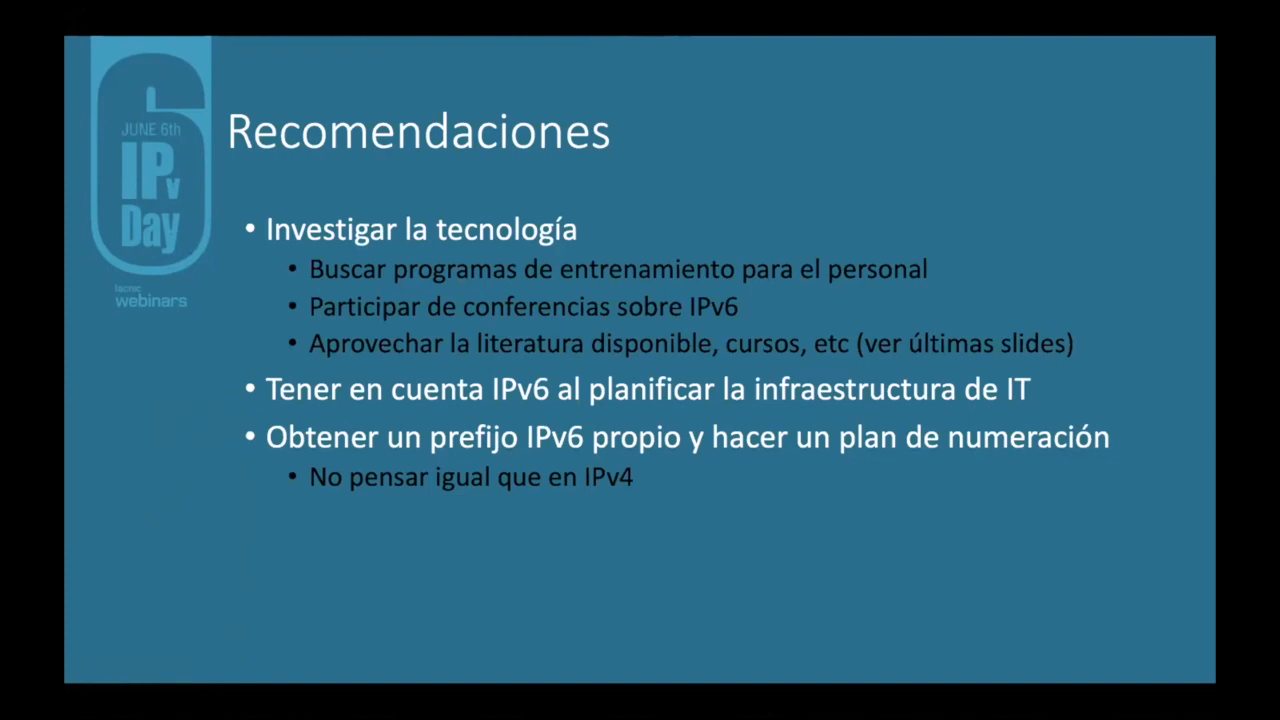 JUNE 6th
IPv
Day
lacnic
webinars
Recomendaciones
• Investigar la tecnología
• Buscar programas de entrenamiento para el personal
• Participar de conferencias sobre IPv6
• Aprovechar la literatura disponible, cursos, etc (ver últimas slides)
• Tener en cuenta IPv6 al planificar la infraestructura de IT
• Obtener un prefijo IPv6 propio y hacer un plan de numeración
• No pensar igual que en IPv4